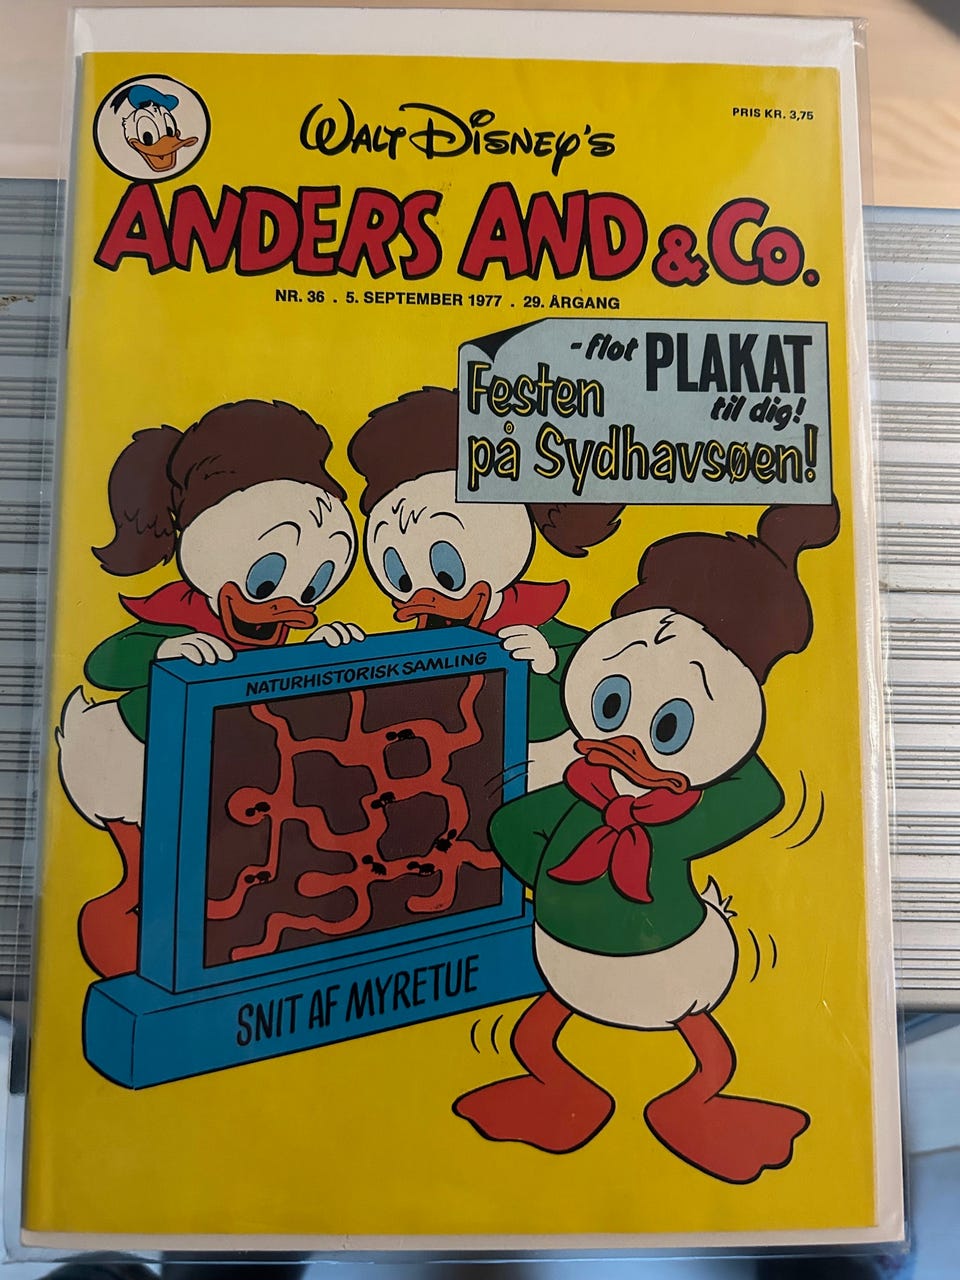 PRIS KR. 3,75
WALT DISNEY'S
ANDERS AND & Co.
NR. 36 . 5. SEPTEMBER 1977 . 29. ÅRGANG
- flot PLAKAT
til dig!
Festen
på Sydhavsøen!
NATURHISTORISK SAMLING
SNIT AF MYRETUE